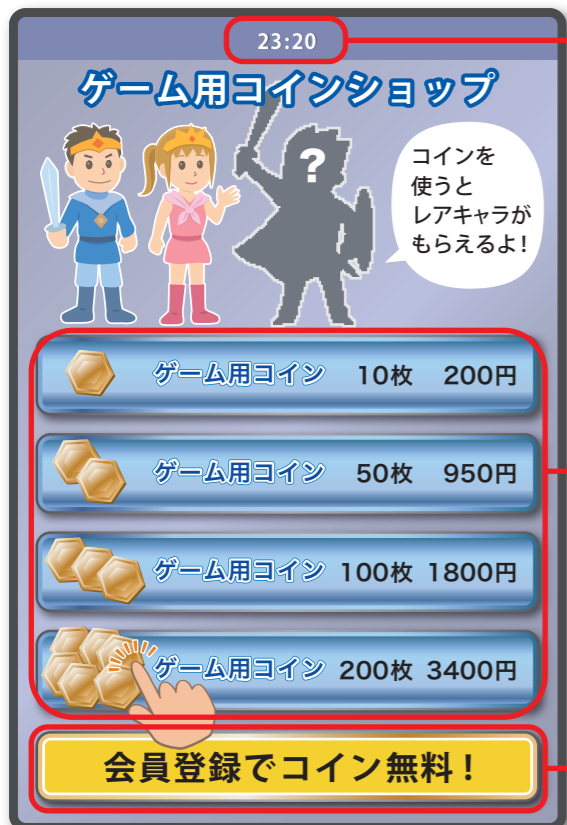 23:20
ゲーム用コインショップ
?
コインを
使うと
レアキャラが
もらえるよ!
ゲーム用コイン 10枚 200円
ゲーム用コイン 50枚 950円
ゲーム用コイン 100枚 1800円
ゲーム用コイン 200枚 3400円
会員登録でコイン無料!